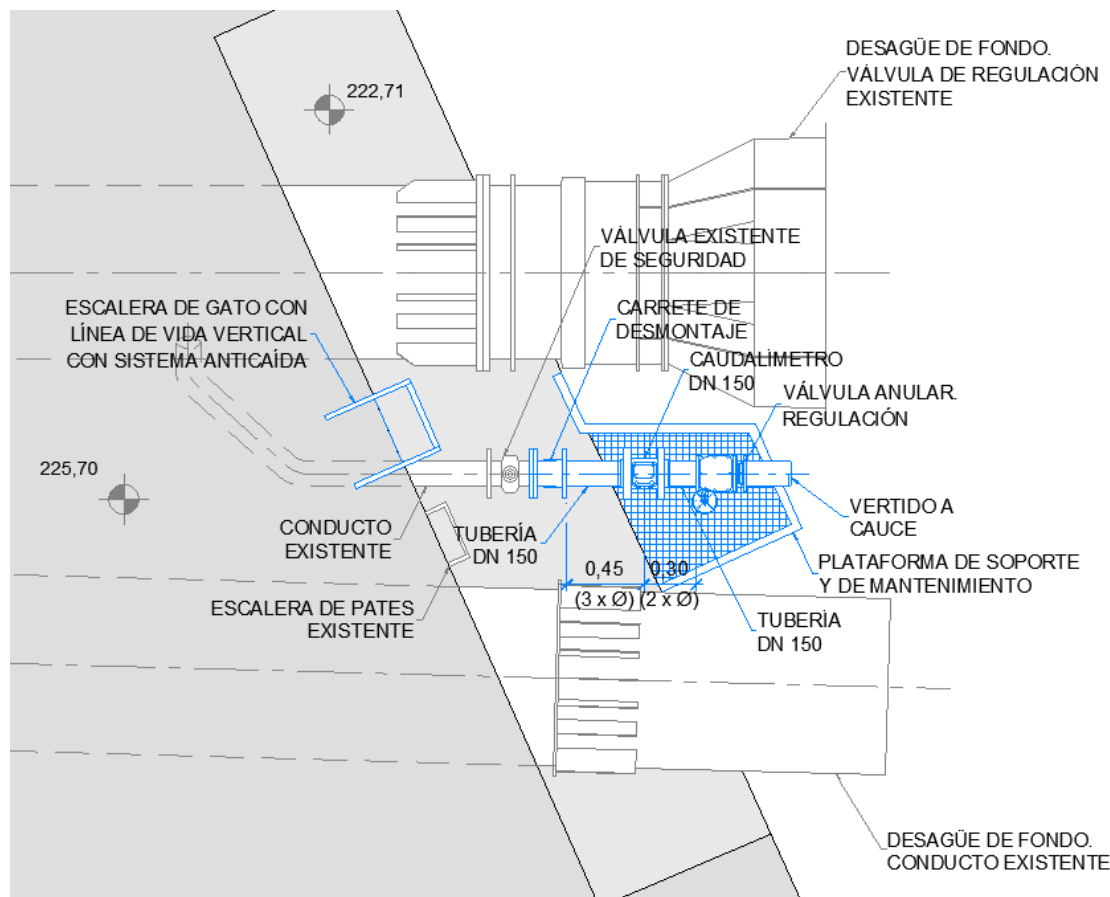 DESAGÜE DE FONDO.
VÁLVULA DE REGULACIÓN
EXISTENTE
222,71
VÁLVULA EXISTENTE
DE SEGURIDAD
ESCALERA DE GATO CON
LÍNEA DE VIDA VERTICAL
CON SISTEMA ANTICAÍDA
CARRETE DE
DESMONTAJE
CAUDALÍMETRO
DN 150
VÁLVULA ANULAR.
REGULACIÓN
225,70
CONDUCTO
EXISTENTE
TUBERÍA
DN 150
VERTIDO A
CAUCE
PLATAFORMA DE SOPORTE
Y DE MANTENIMIENTO
0,45
0,30
(3 x Ø)
(2 x Ø)
ESCALERA DE PATES
EXISTENTE
TUBERÍA
DN 150
DESAGÜE DE FONDO.
CONDUCTO EXISTENTE